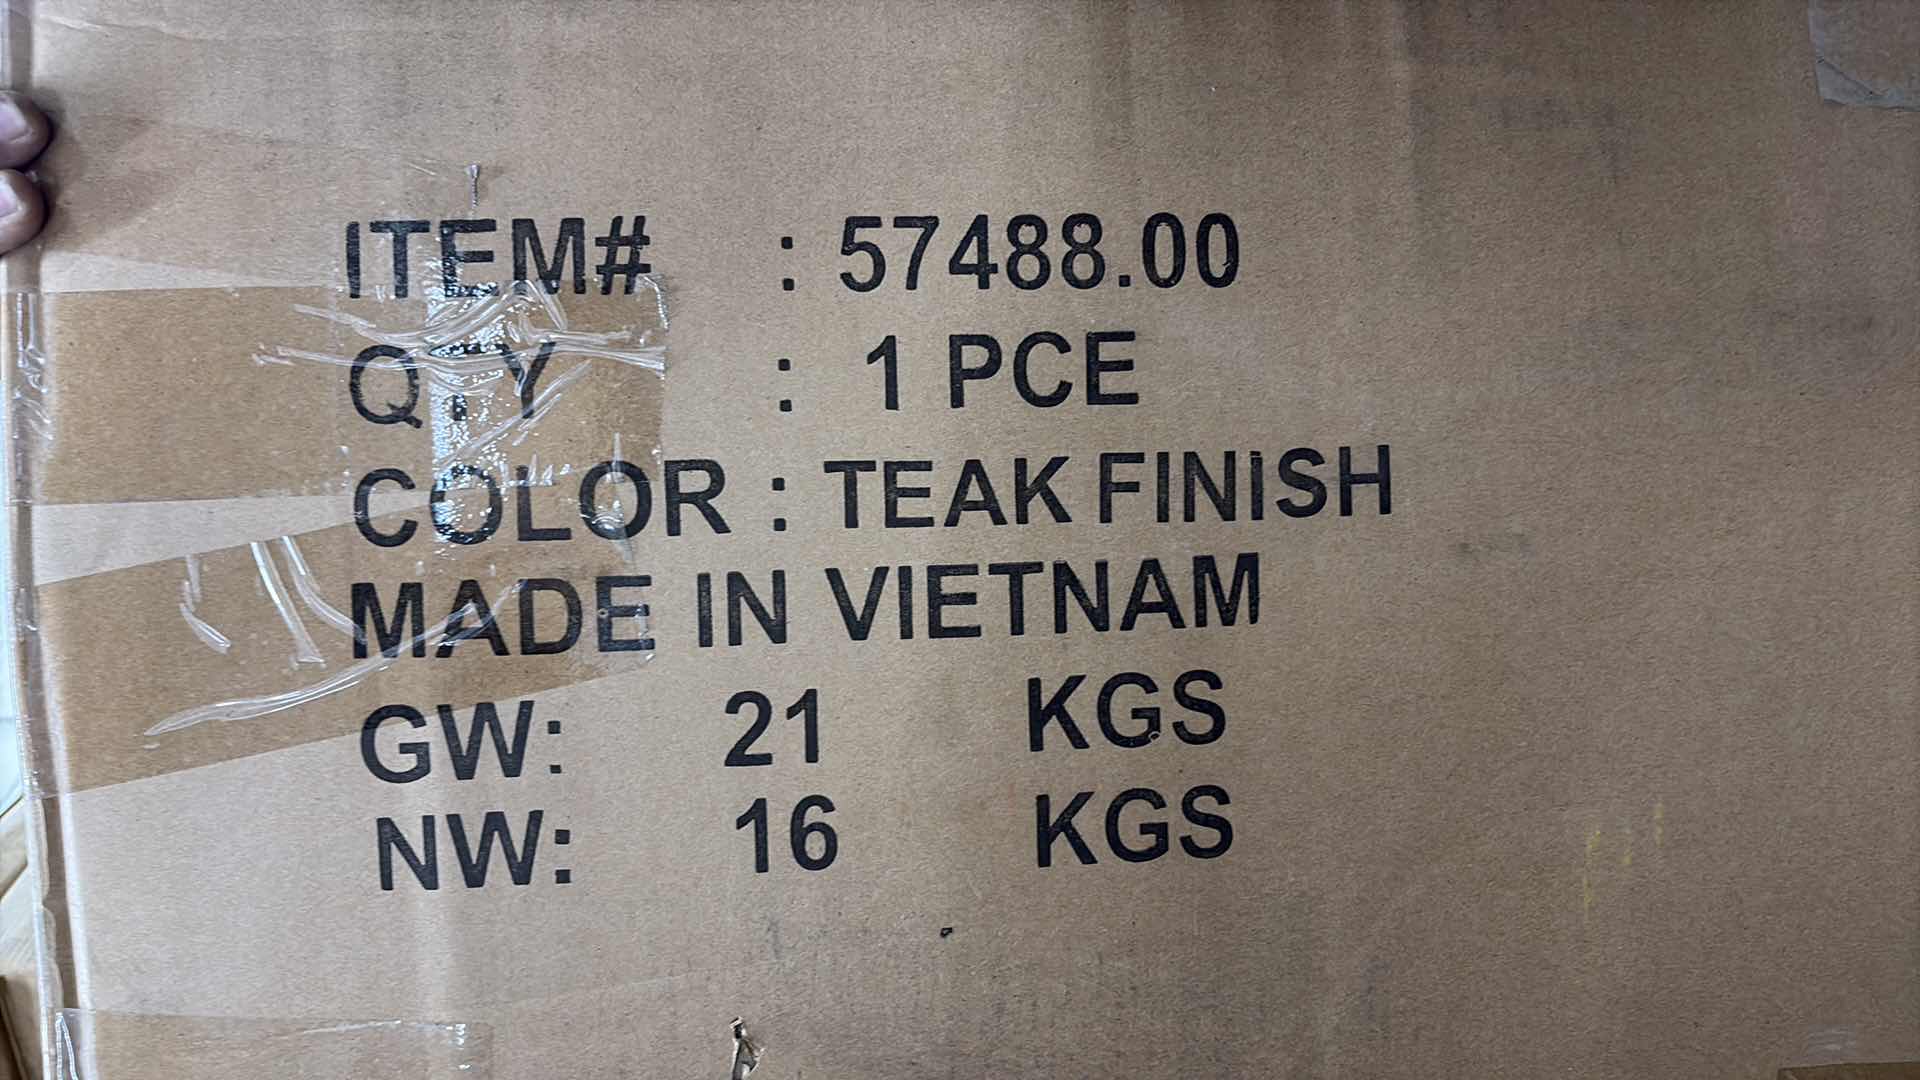 ITEM# : 57488.00
QTY : 1 PCE
COLOR : TEAK FINISH
MADE IN VIETNAM
GW: 21 KGS
NW: 16 KGS